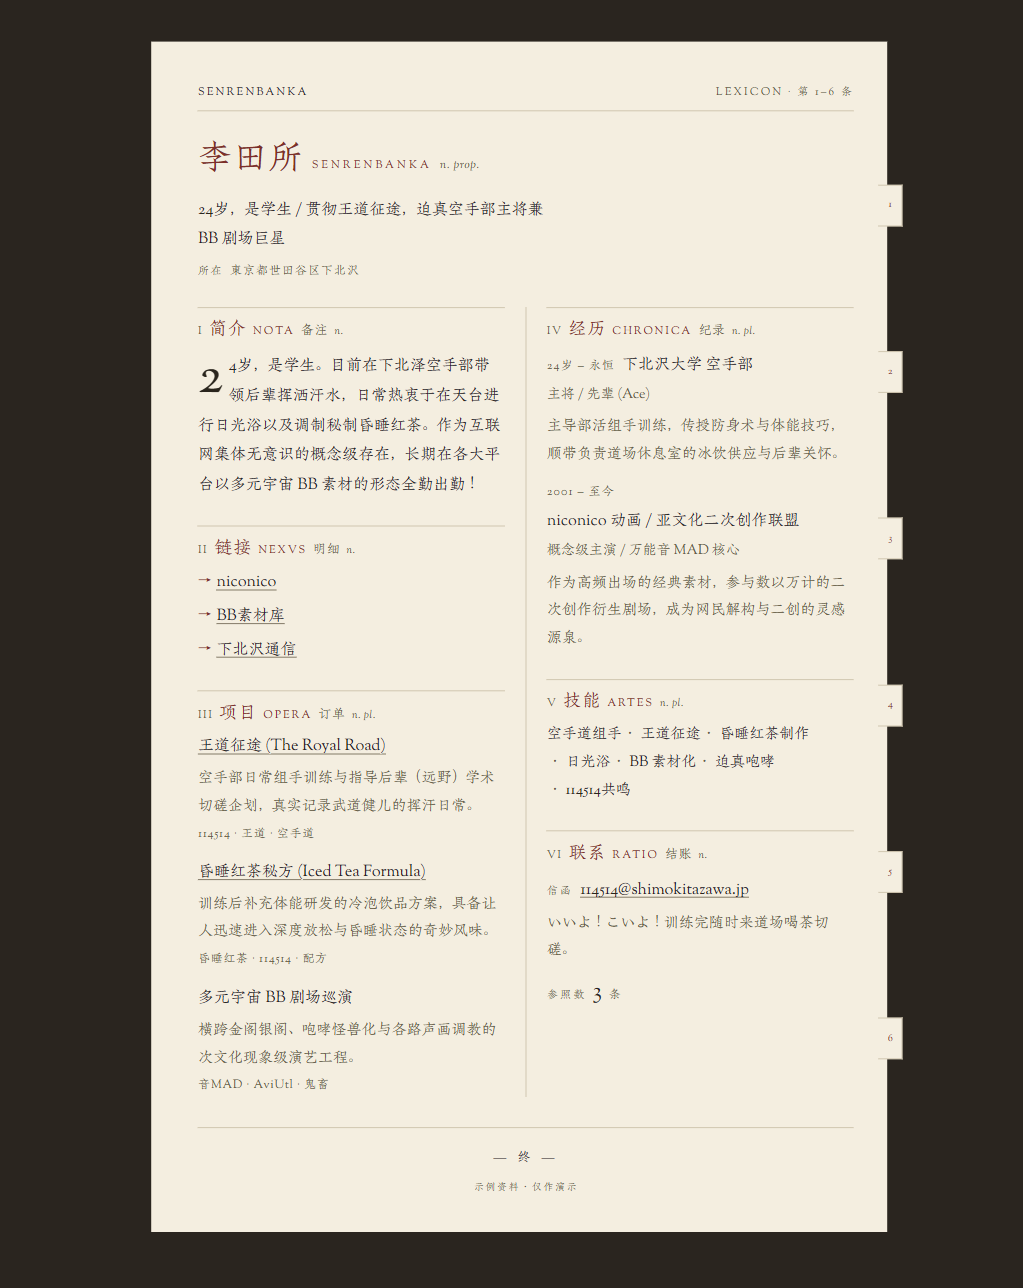 SENRENBANKA
LEXICON · 第 1–6 条
李田所 SENRENBANKA n. prop.
24岁，是学生 / 贯彻王道征途，迫真空手部主将兼
BB 剧场巨星
所在 東京都世田谷区下北沢
I 简介 NOTA 备注 n.
24岁，是学生。目前在下北泽空手部带
领后辈挥洒汗水，日常热衷于在天台进
行日光浴以及调制秘制昏睡红茶。作为互联
网集体无意识的概念级存在，长期在各大平
台以多元宇宙 BB 素材的形态全勤出勤！
II 链接 NEXVS 明细 n.
→ niconico
→ BB素材库
→ 下北沢通信
III 项目 OPERA 订单 n. pl.
王道征途 (The Royal Road)
空手部日常组手训练与指导后辈（远野）学术
切磋企划，真实记录武道健儿的挥汗日常。
114514 · 王道 · 空手道
昏睡红茶秘方 (Iced Tea Formula)
训练后补充体能研发的冷泡饮品方案，具备让
人迅速进入深度放松与昏睡状态的奇妙风味。
昏睡红茶 · 114514 · 配方
多元宇宙 BB 剧场巡演
横跨金阁银阁、咆哮怪兽化与各路声画调教的
次文化现象级演艺工程。
音MAD · AviUtl · 鬼畜
IV 经历 CHRONICA 纪录 n. pl.
24岁 – 永恒 下北沢大学 空手部
主将 / 先辈 (Ace)
主导部活组手训练，传授防身术与体能技巧，
顺带负责道场休息室的冰饮供应与后辈关怀。
2001 – 至今
niconico 动画 / 亚文化二次创作联盟
概念级主演 / 万能音 MAD 核心
作为高频出场的经典素材，参与数以万计的二
次创作衍生剧场，成为网民解构与二创的灵感
源泉。
V 技能 ARTES n. pl.
空手道组手 · 王道征途 · 昏睡红茶制作
· 日光浴 · BB 素材化 · 迫真咆哮
· 114514共鸣
VI 联系 RATIO 结账 n.
信函 114514@shimokitazawa.jp
いいよ！こいよ！训练完随时来道场喝茶切
磋。
参照数 3 条
1
2
3
4
5
6
— 终 —
示例资料 · 仅作演示